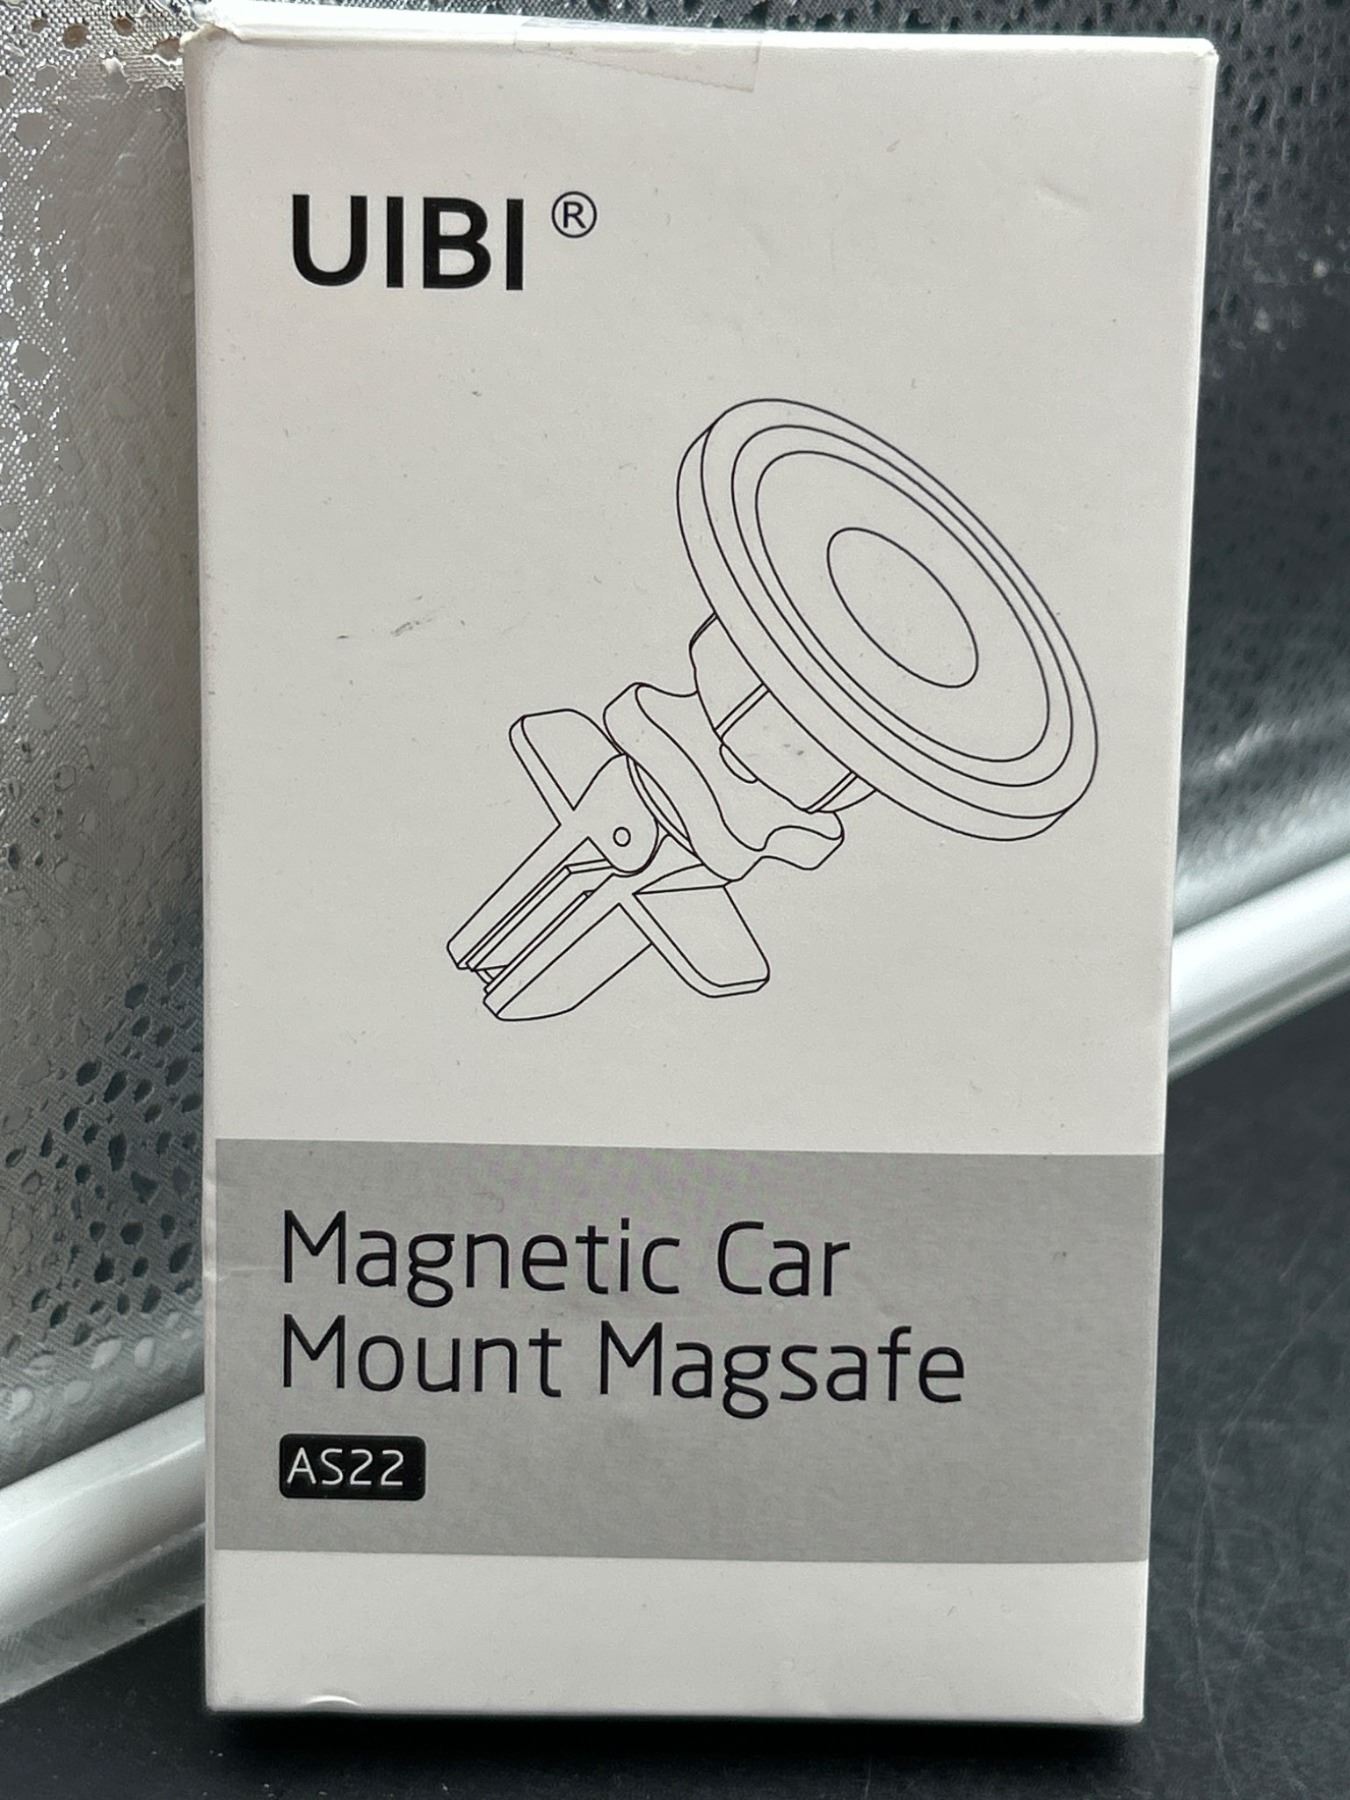 UIBI ®
Magnetic Car
Mount Magsafe
AS22